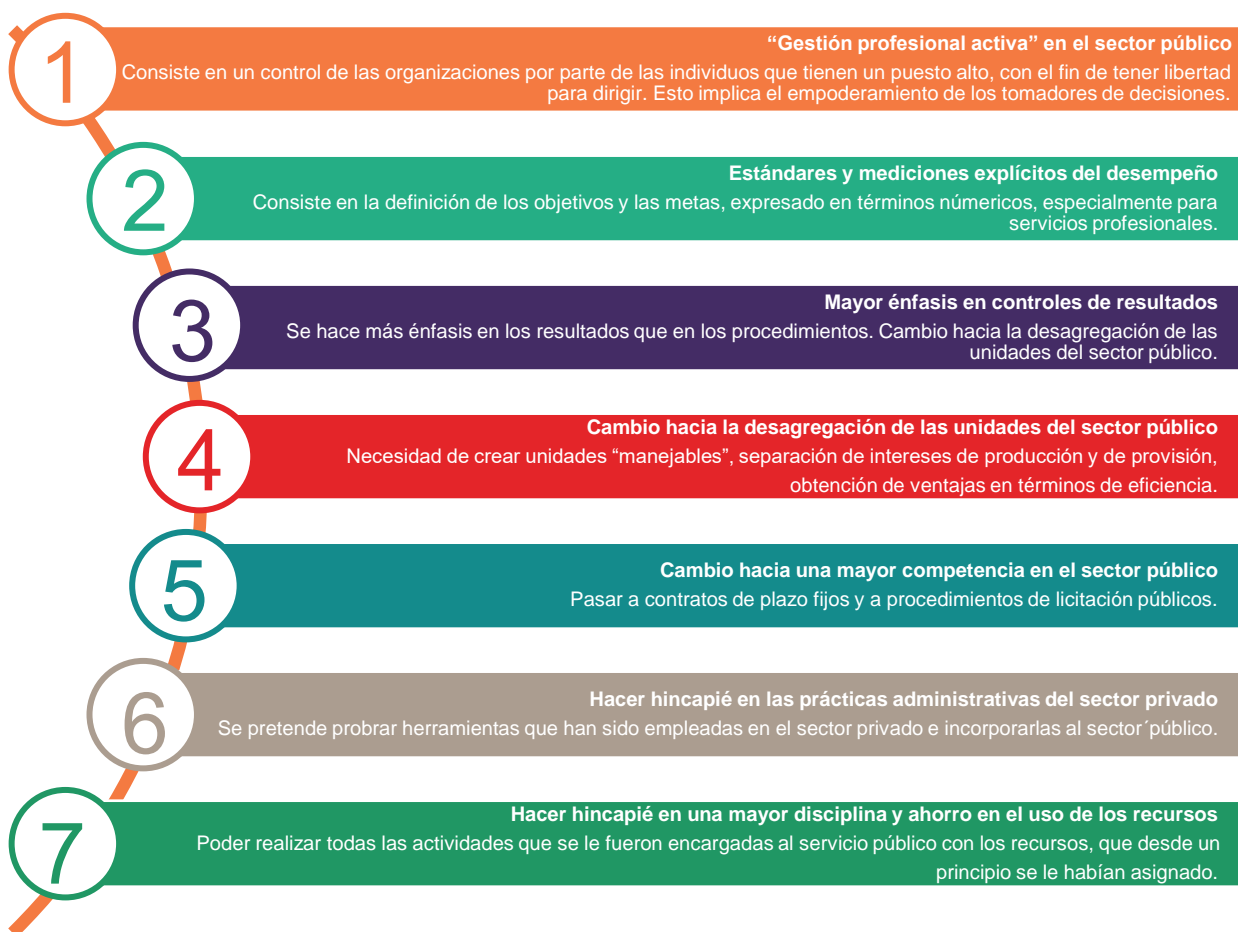 1
“Gestión profesional activa” en el sector público
Consiste en un control de las organizaciones por parte de las individuos que tienen un puesto alto, con el fin de tener libertad
para dirigir. Esto implica el empoderamiento de los tomadores de decisiones.
2
Estándares y mediciones explícitos del desempeño
Consiste en la definición de los objetivos y las metas, expresado en términos númericos, especialmente para
servicios profesionales.
3
Mayor énfasis en controles de resultados
Se hace más énfasis en los resultados que en los procedimientos. Cambio hacia la desagregación de las
unidades del sector público.
4
Cambio hacia la desagregación de las unidades del sector público
Necesidad de crear unidades “manejables”, separación de intereses de producción y de provisión,
obtención de ventajas en términos de eficiencia.
5
Cambio hacia una mayor competencia en el sector público
Pasar a contratos de plazo fijos y a procedimientos de licitación públicos.
6
Hacer hincapié en las prácticas administrativas del sector privado
Se pretende probrar herramientas que han sido empleadas en el sector privado e incorporarlas al sector´público.
7
Hacer hincapié en una mayor disciplina y ahorro en el uso de los recursos
Poder realizar todas las actividades que se le fueron encargadas al servicio público con los recursos, que desde un
principio se le habían asignado.